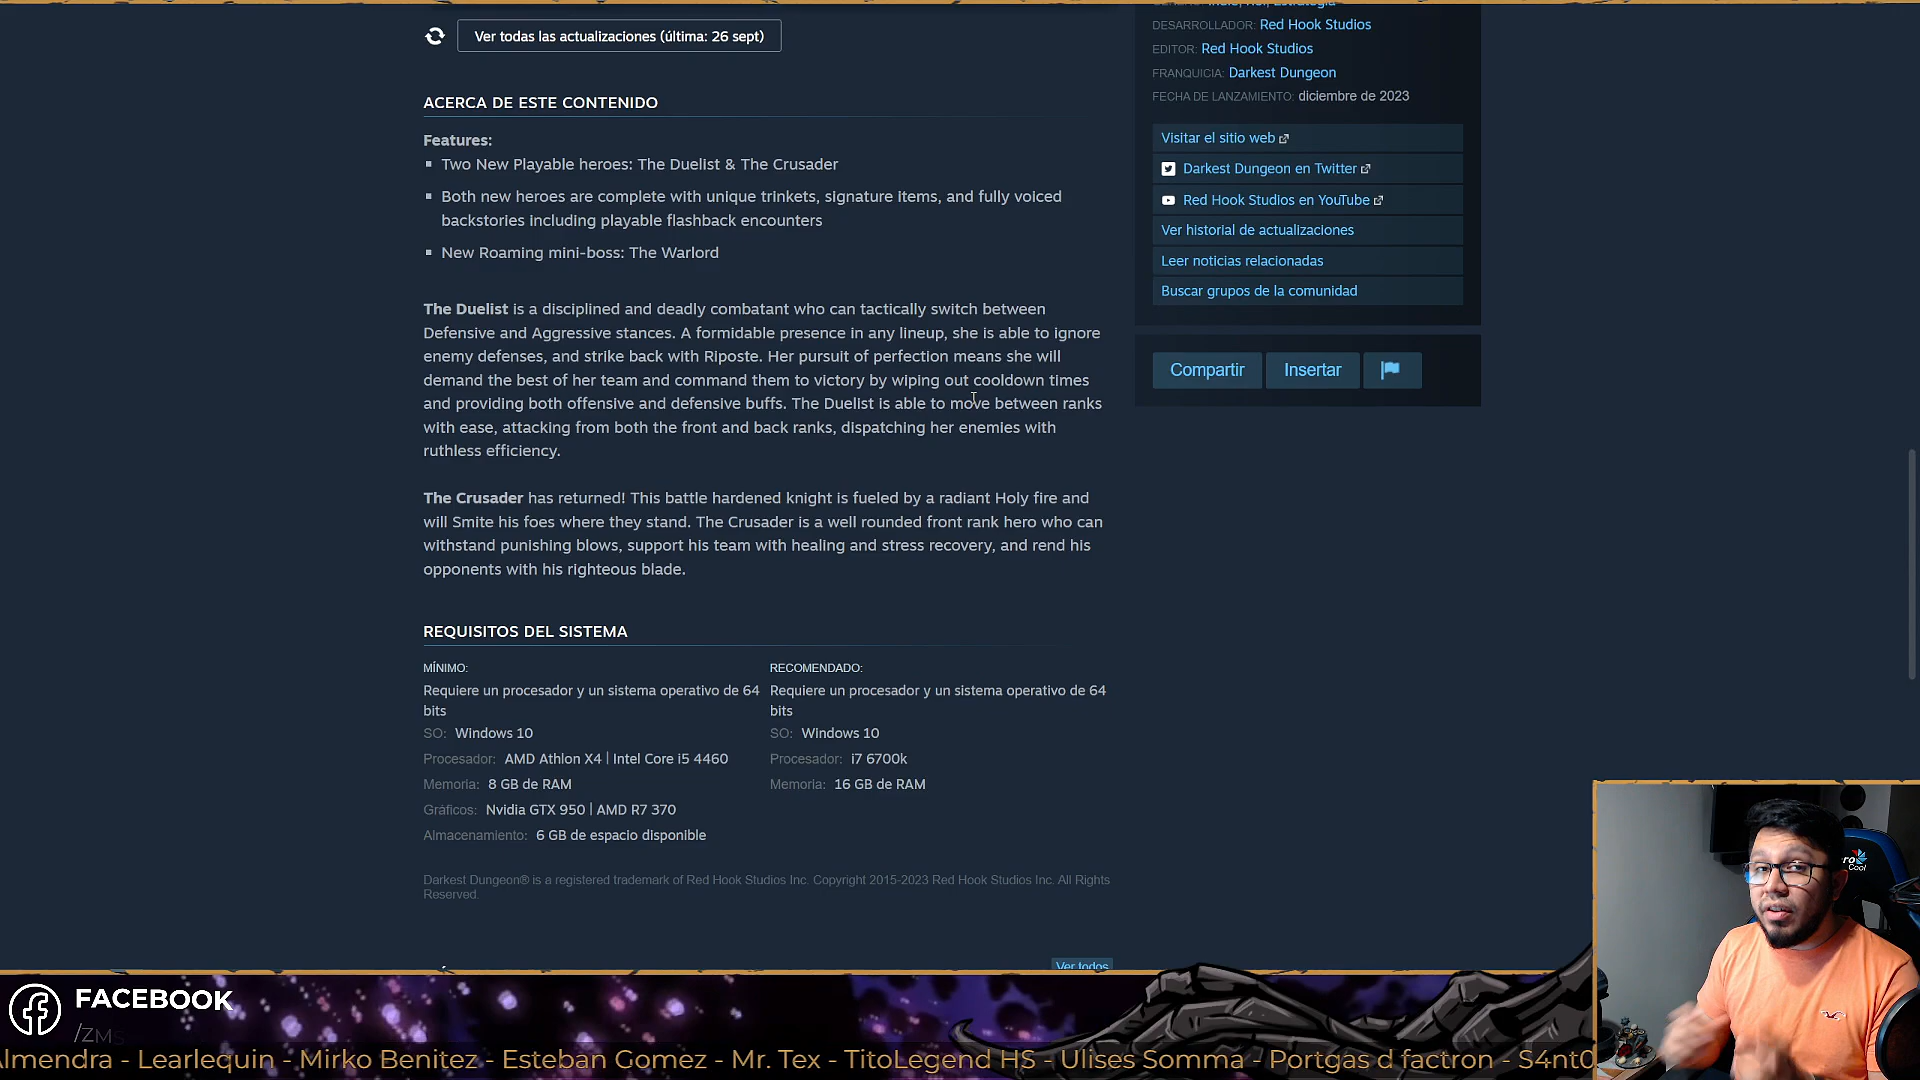 Ver todas las actualizaciones (última: 26 sept)
ACERCA DE ESTE CONTENIDO
Features:
Two New Playable heroes: The Duelist & The Crusader
Both new heroes are complete with unique trinkets, signature items, and fully voiced
backstories including playable flashback encounters
New Roaming mini-boss: The Warlord
The Duelist is a disciplined and deadly combatant who can tactically switch between
Defensive and Aggressive stances. A formidable presence in any lineup, she is able to ignore
enemy defenses, and strike back with Riposte. Her pursuit of perfection means she will
demand the best of her team and command them to victory by wiping out cooldown times
and providing both offensive and defensive buffs. The Duelist is able to move between ranks
with ease, attacking from both the front and back ranks, dispatching her enemies with
ruthless efficiency.
The Crusader has returned! This battle hardened knight is fueled by a radiant Holy fire and
will Smite his foes where they stand. The Crusader is a well rounded front rank hero who can
withstand punishing blows, support his team with healing and stress recovery, and rend his
opponents with his righteous blade.
REQUISITOS DEL SISTEMA
MÍNIMO:
Requiere un procesador y un sistema operativo de 64
bits
SO: Windows 10
Procesador: AMD Athlon X4 | Intel Core i5 4460
Memoria: 8 GB de RAM
Gráficos: Nvidia GTX 950 | AMD R7 370
Almacenamiento: 6 GB de espacio disponible
RECOMENDADO:
Requiere un procesador y un sistema operativo de 64
bits
SO: Windows 10
Procesador: i7 6700k
Memoria: 16 GB de RAM
Darkest Dungeon® is a registered trademark of Red Hook Studios Inc. Copyright 2015-2023 Red Hook Studios Inc. All Rights
Reserved.
Ver todos
DESARROLLADOR: Red Hook Studios
EDITOR: Red Hook Studios
FRANQUICIA: Darkest Dungeon
FECHA DE LANZAMIENTO: diciembre de 2023
Visitar el sitio web
Darkest Dungeon en Twitter
Red Hook Studios en YouTube
Ver historial de actualizaciones
Leer noticias relacionadas
Buscar grupos de la comunidad
Compartir
Insertar
FACEBOOK
/ZMs
Almendra - Learlequin - Mirko Benitez - Esteban Gomez - Mr. Tex - TitoLegend HS - Ulises Somma - Portgas d factron - S4nt0